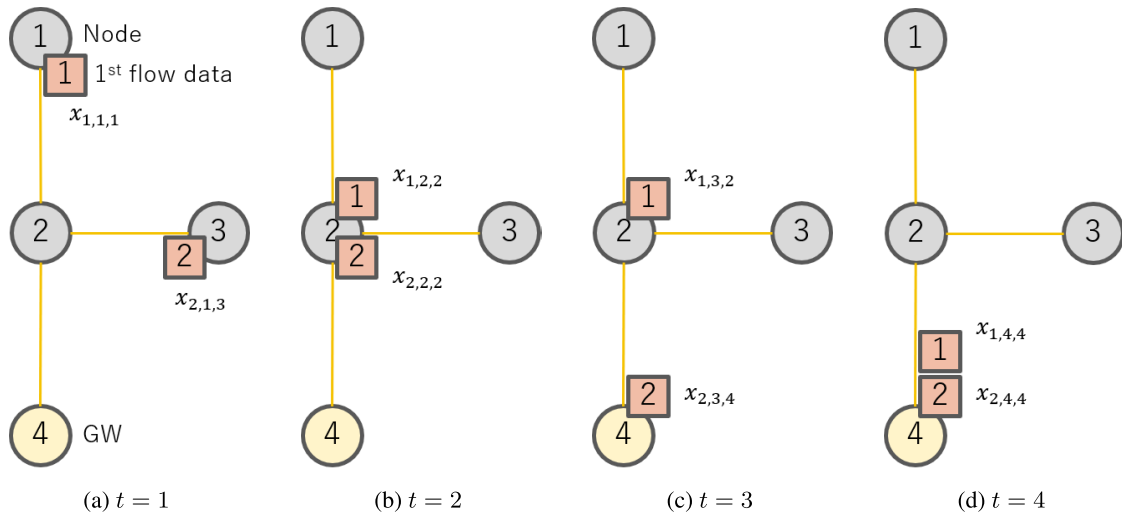 1 Node
1 1st flow data
x1,1,1
2 3
2
x2,1,3
4 GW
(a) t = 1
1
x1,2,2
1
2 3
2
x2,2,2
4
(b) t = 2
1
x1,3,2
1
2 3
2 x2,3,4
4
(c) t = 3
1
2 3
x1,4,4
1
2 x2,4,4
4
(d) t = 4